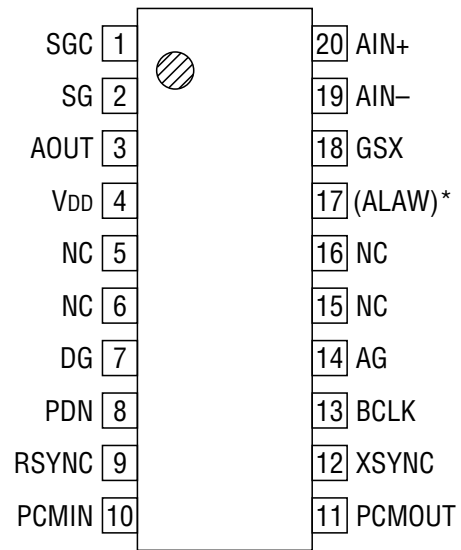 SGC 1 20 AIN+
SG 2 19 AIN–
AOUT 3 18 GSX
VDD 4 17 (ALAW)*
NC 5 16 NC
NC 6 15 NC
DG 7 14 AG
PDN 8 13 BCLK
RSYNC 9 12 XSYNC
PCMIN 10 11 PCMOUT